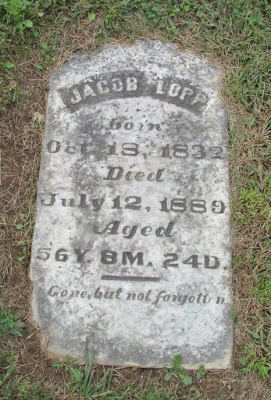 JACOB LOPP
Born
Oct 18, 1832
Died
July 12, 1889
Aged
56Y. 8M. 24D.
Gone, but not forgotten